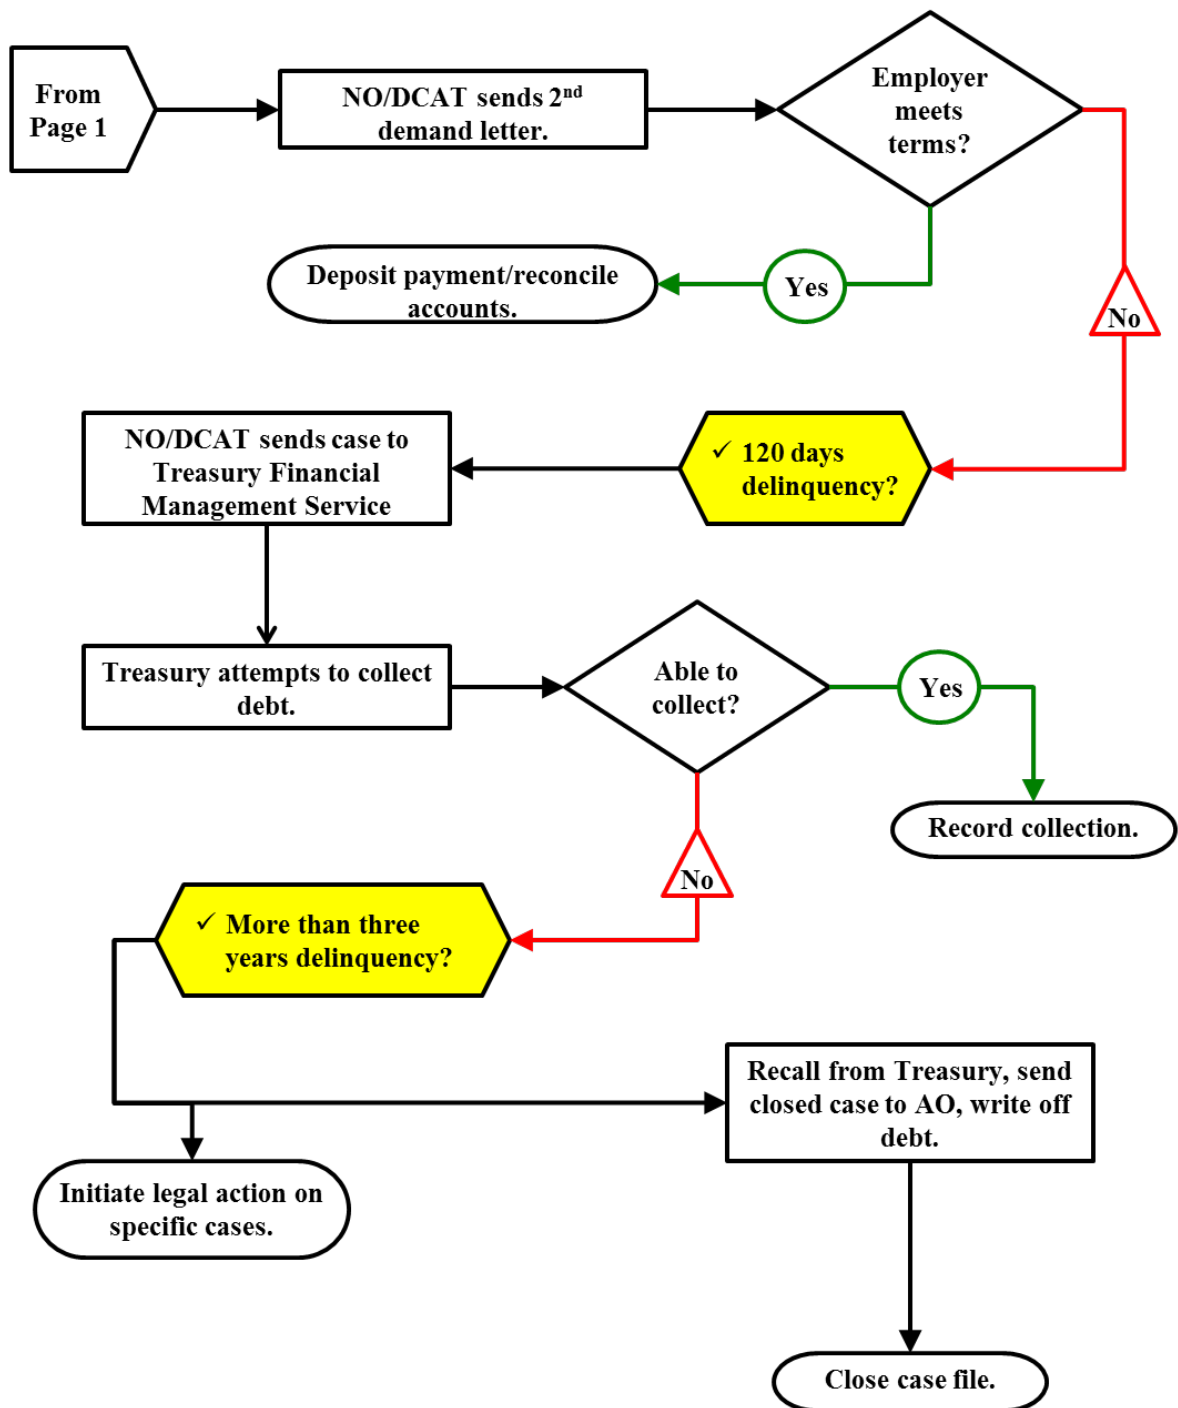 From
Page 1
NO/DCAT sends 2nd
demand letter.
Employer
meets
terms?
Deposit payment/reconcile
accounts.
Yes
No
NO/DCAT sends case to
Treasury Financial
Management Service
✓ 120 days
delinquency?
Treasury attempts to collect
debt.
Able to
collect?
Yes
Record collection.
No
✓ More than three
years delinquency?
Recall from Treasury, send
closed case to AO, write off
debt.
Initiate legal action on
specific cases.
Close case file.